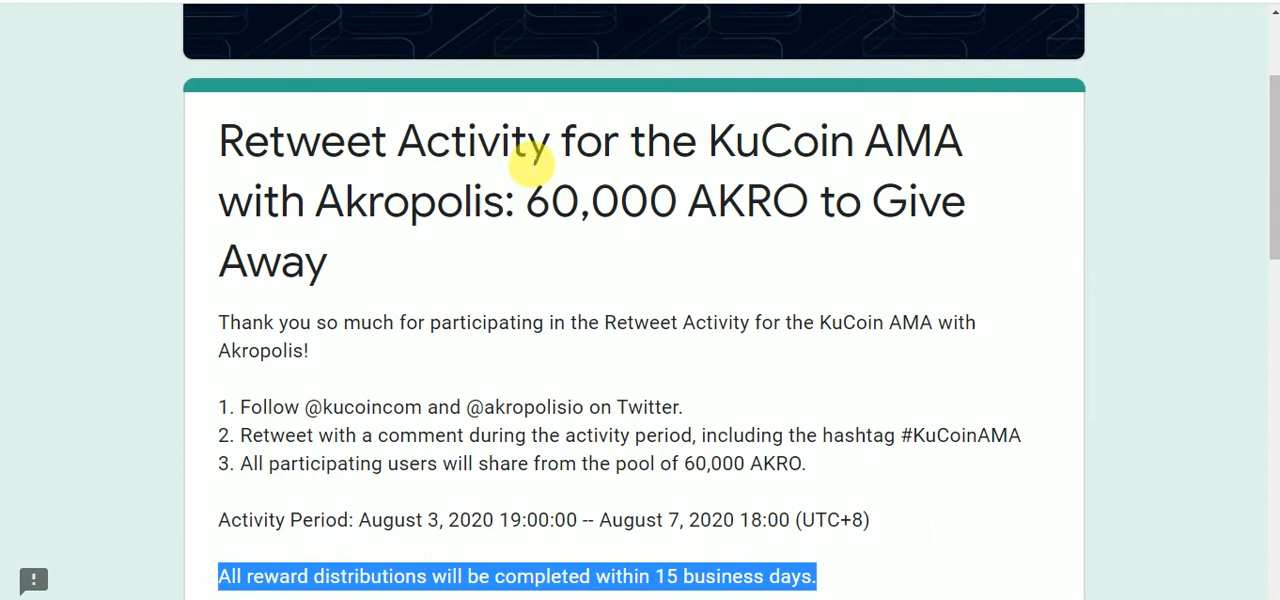 Retweet Activity for the KuCoin AMA
with Akropolis: 60,000 AKRO to Give
Away
Thank you so much for participating in the Retweet Activity for the KuCoin AMA with
Akropolis!
1. Follow @kucoincom and @akropolisio on Twitter.
2. Retweet with a comment during the activity period, including the hashtag #KuCoinAMA
3. All participating users will share from the pool of 60,000 AKRO.
Activity Period: August 3, 2020 19:00:00 -- August 7, 2020 18:00 (UTC+8)
All reward distributions will be completed within 15 business days.